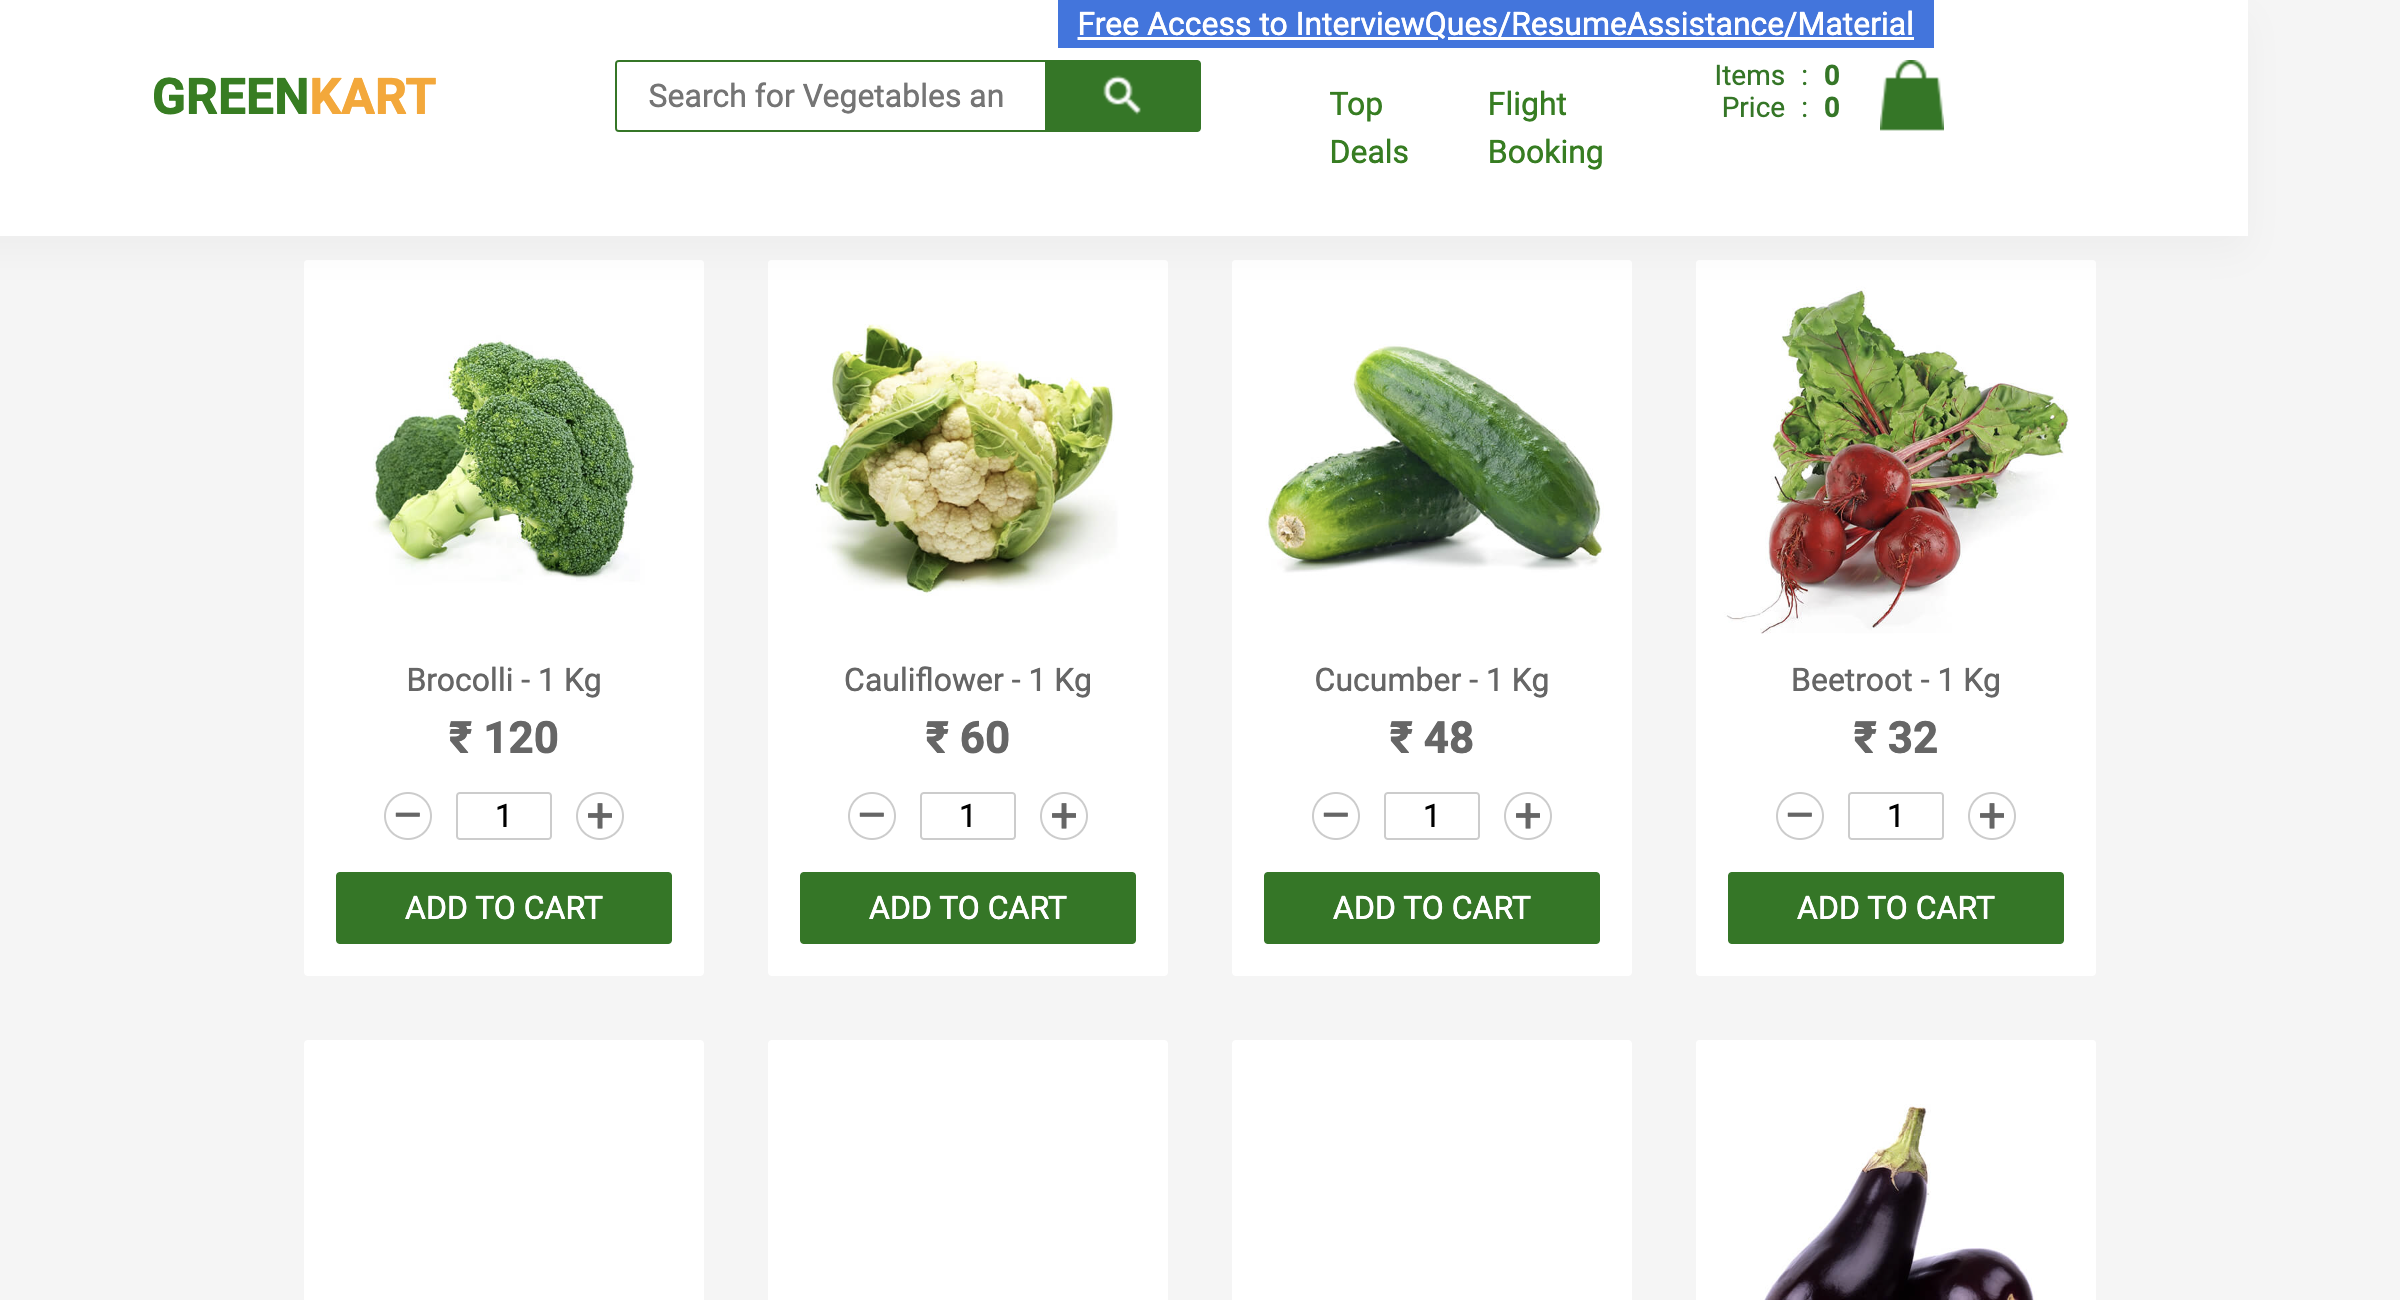 Free Access to InterviewQues/ResumeAssistance/Material
GREENKART
Search for Vegetables an
Top
Deals
Flight
Booking
Items : 0
Price : 0
Brocolli - 1 Kg
₹ 120
1
ADD TO CART
Cauliflower - 1 Kg
₹ 60
1
ADD TO CART
Cucumber - 1 Kg
₹ 48
1
ADD TO CART
Beetroot - 1 Kg
₹ 32
1
ADD TO CART